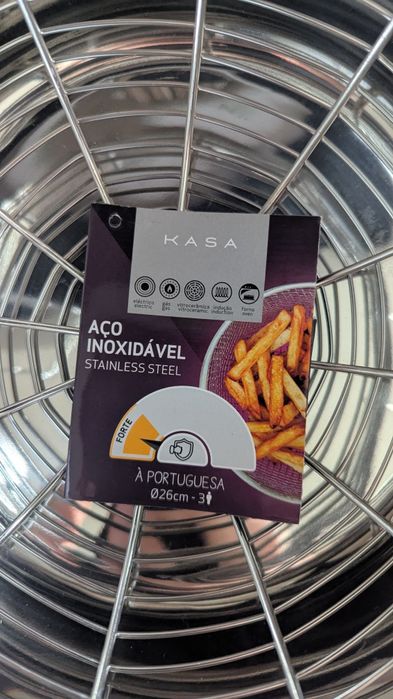 KASA
eléctrico gás vitrocerâmica indução forno
electric gas vitroceramic induction oven
AÇO
INOXIDÁVEL
STAINLESS STEEL
FORTE
À PORTUGUESA
Ø26cm - 3